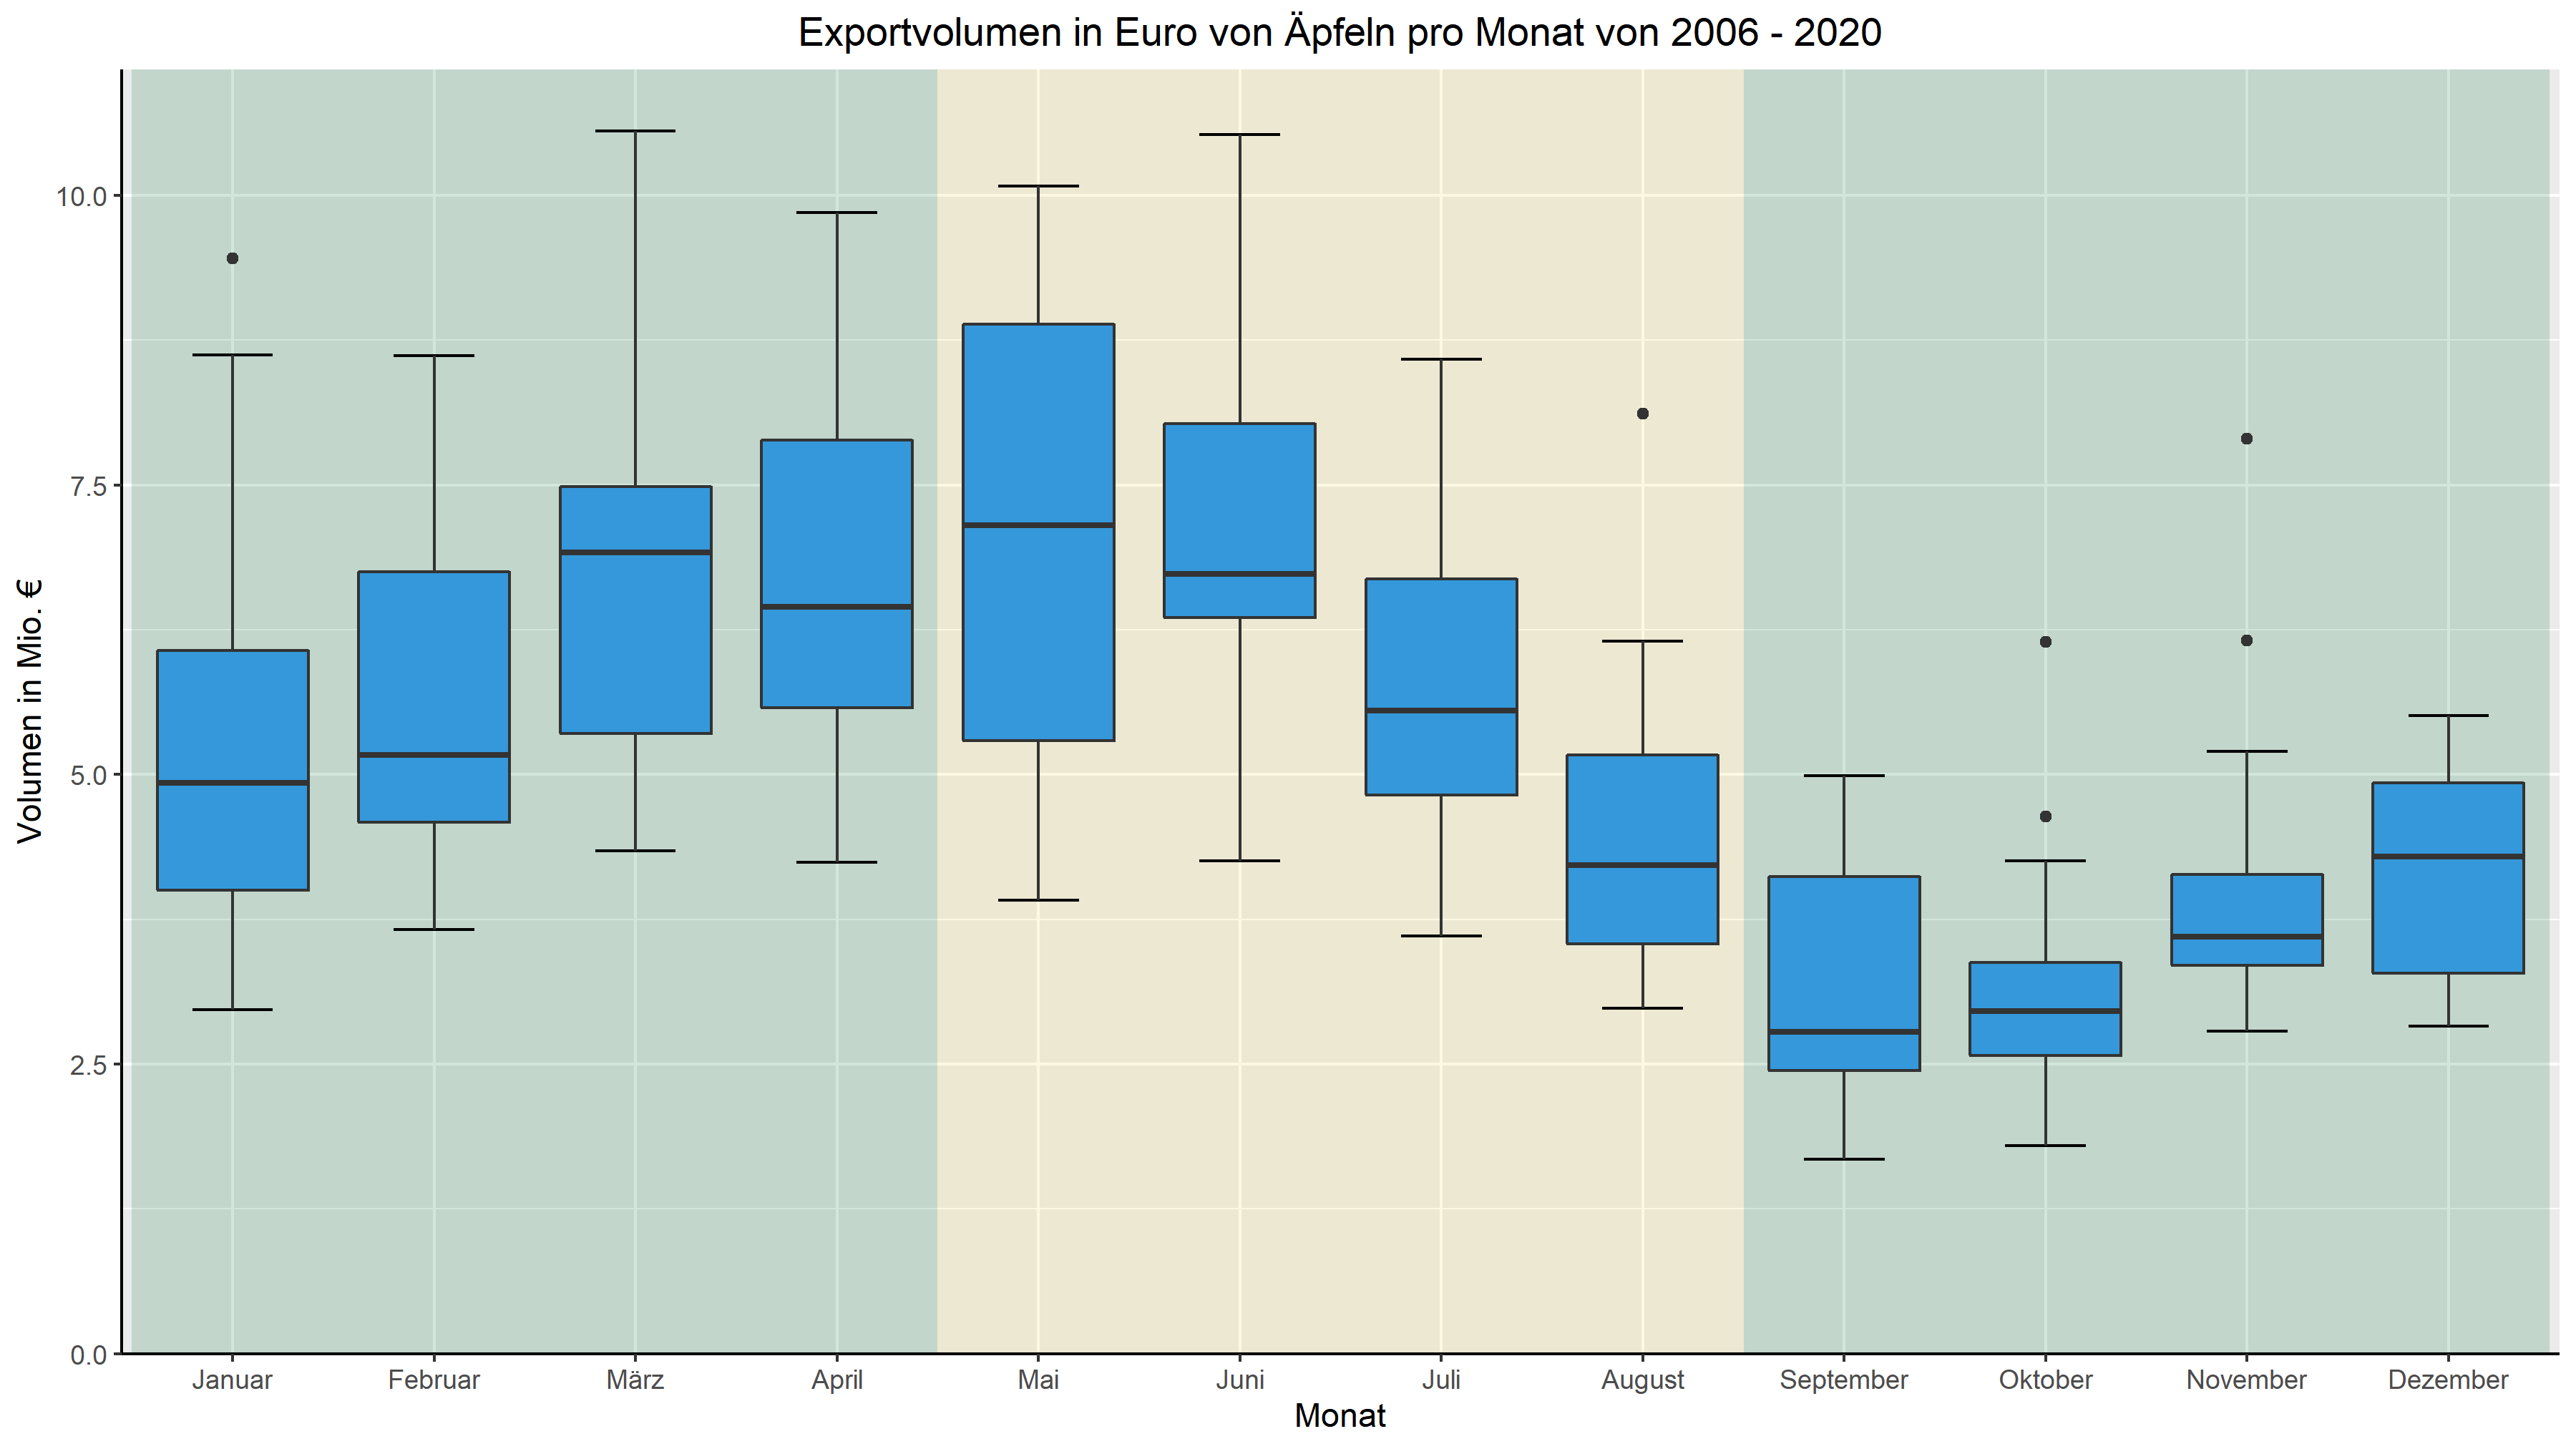 Exportvolumen in Euro von Äpfeln pro Monat von 2006 - 2020
Volumen in Mio. €
10.0
7.5
5.0
2.5
0.0
Januar Februar März April Mai Juni Juli August September Oktober November Dezember
Monat